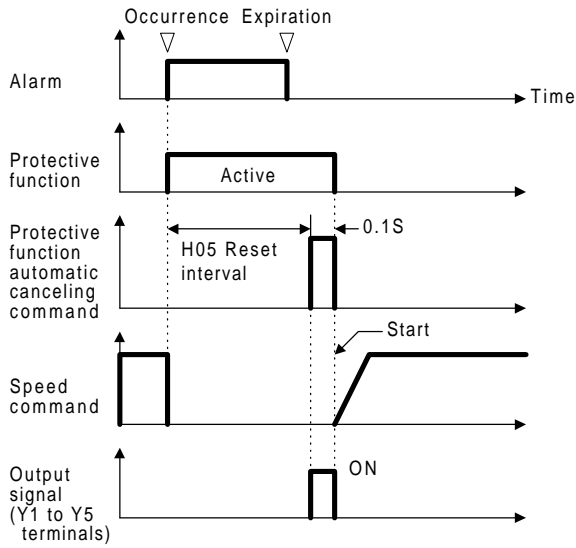 Occurrence Expiration
Alarm
Time
Protective
function
Active
Protective
function
automatic
canceling
command
H05 Reset
interval
0.1S
Start
Speed
command
Output
signal
(Y1 to Y5
terminals)
ON